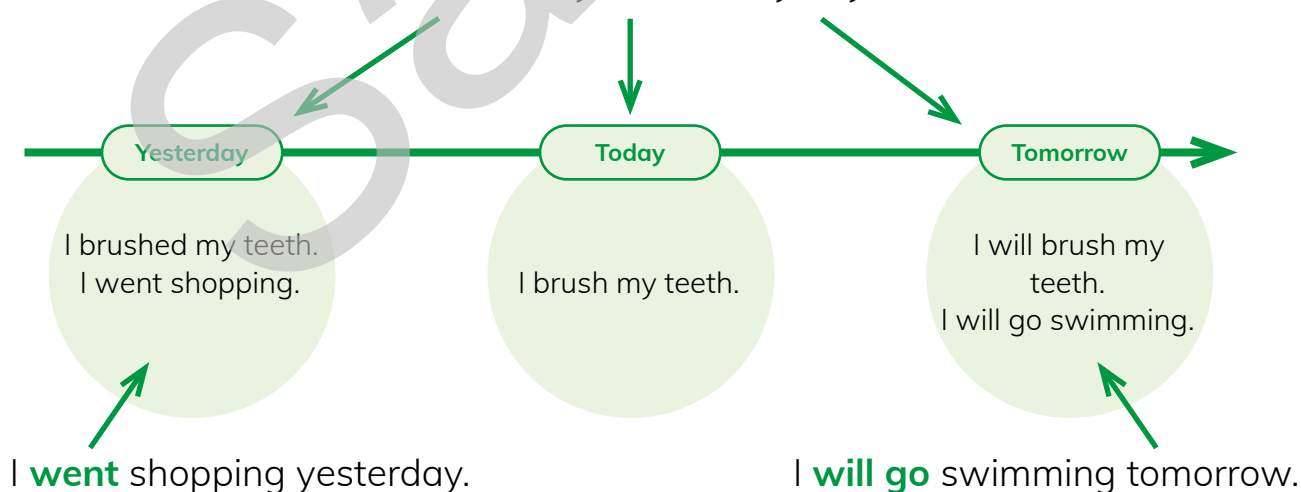 Yesterday
Today
Tomorrow
I brushed my teeth.
I went shopping.
I brush my teeth.
I will brush my
teeth.
I will go swimming.
I went shopping yesterday.
I will go swimming tomorrow.